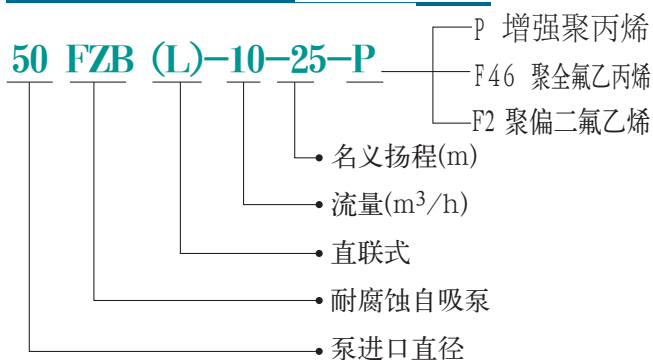 P 增强聚丙烯
50 FZB (L)-10-25-P
F46 聚全氟乙丙烯
F2 聚偏二氟乙烯
名义扬程(m)
流量(m³/h)
直联式
耐腐蚀自吸泵
泵进口直径